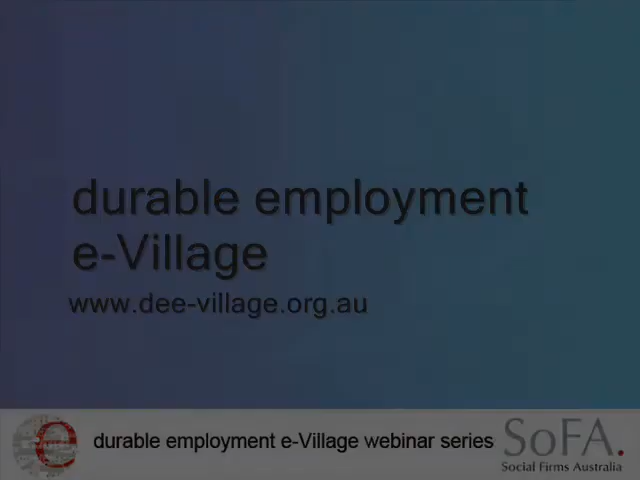 durable employment
e-Village
www.dee-village.org.au
e
durable employment e-Village webinar series
SoFA.
Social Firms Australia